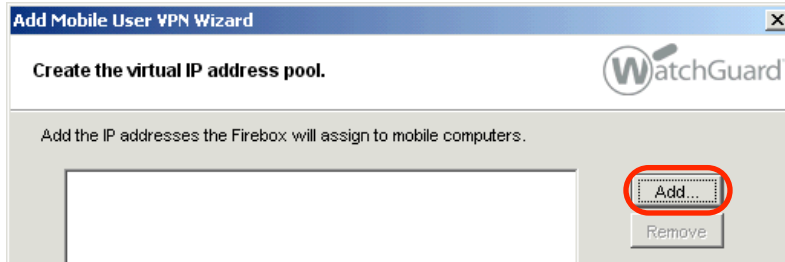 Add Mobile User VPN Wizard
Create the virtual IP address pool.
WatchGuard
Add the IP addresses the Firebox will assign to mobile computers.
Add...
Remove